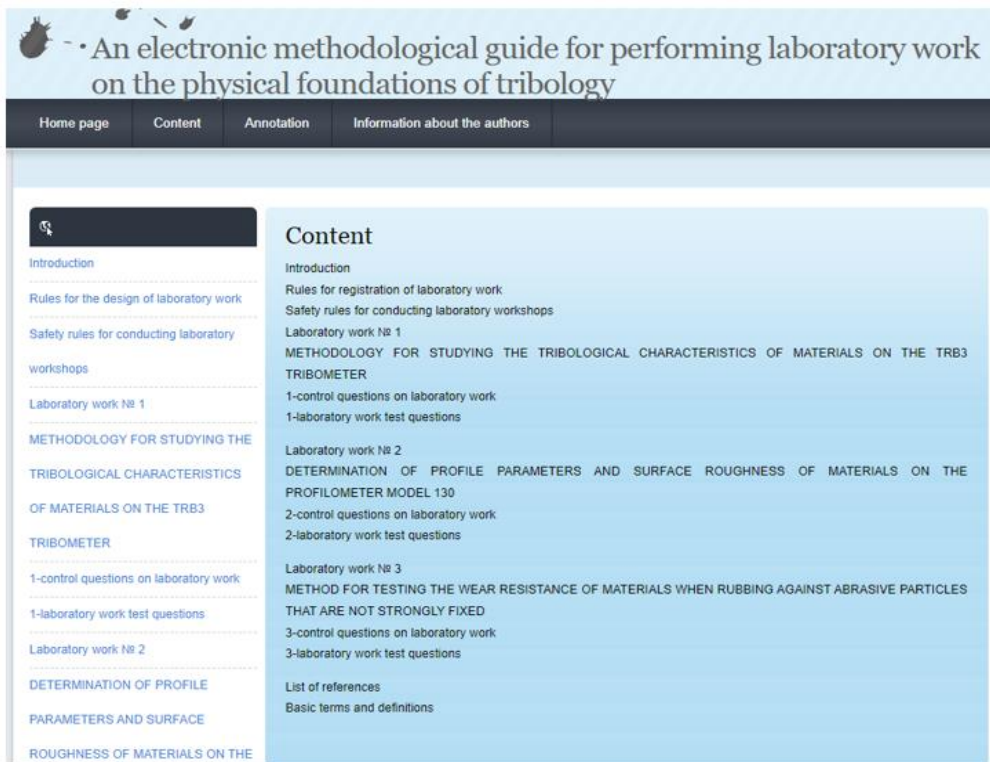 An electronic methodological guide for performing laboratory work
on the physical foundations of tribology
Home page
Content
Annotation
Information about the authors
Introduction
Rules for the design of laboratory work
Safety rules for conducting laboratory
workshops
Laboratory work № 1
METHODOLOGY FOR STUDYING THE
TRIBOLOGICAL CHARACTERISTICS
OF MATERIALS ON THE TRB3
TRIBOMETER
1-control questions on laboratory work
1-laboratory work test questions
Laboratory work № 2
DETERMINATION OF PROFILE
PARAMETERS AND SURFACE
ROUGHNESS OF MATERIALS ON THE
Content
Introduction
Rules for registration of laboratory work
Safety rules for conducting laboratory workshops
Laboratory work № 1
METHODOLOGY FOR STUDYING THE TRIBOLOGICAL CHARACTERISTICS OF MATERIALS ON THE TRB3
TRIBOMETER
1-control questions on laboratory work
1-laboratory work test questions
Laboratory work № 2
DETERMINATION OF PROFILE PARAMETERS AND SURFACE ROUGHNESS OF MATERIALS ON THE
PROFILOMETER MODEL 130
2-control questions on laboratory work
2-laboratory work test questions
Laboratory work № 3
METHOD FOR TESTING THE WEAR RESISTANCE OF MATERIALS WHEN RUBBING AGAINST ABRASIVE PARTICLES
THAT ARE NOT STRONGLY FIXED
3-control questions on laboratory work
3-laboratory work test questions
List of references
Basic terms and definitions